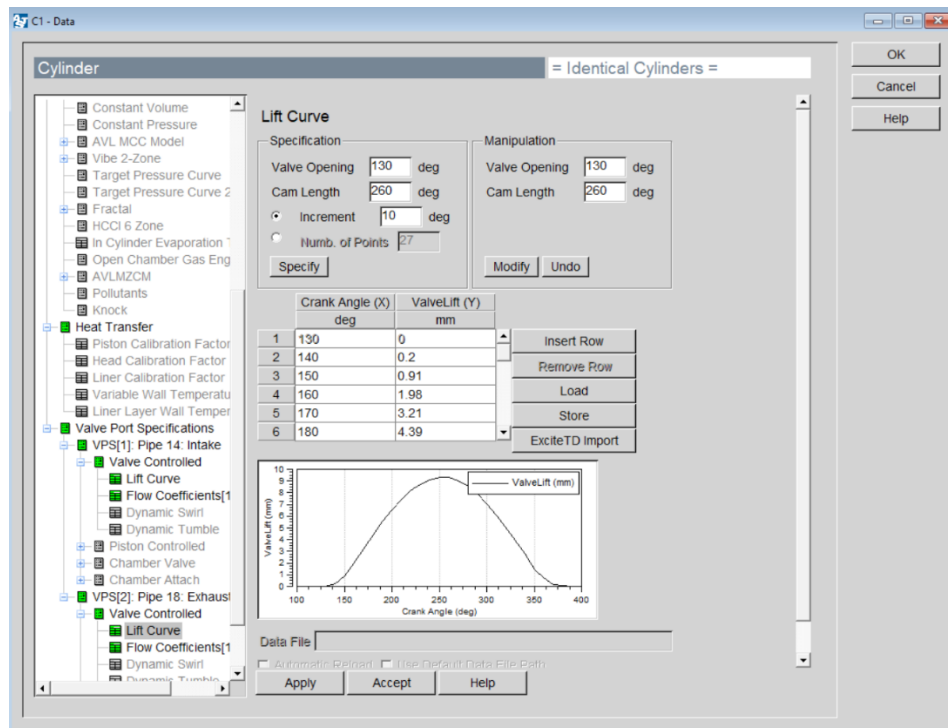 C1 - Data
OK
Cancel
Help
Cylinder
= Identical Cylinders =
Constant Volume
Constant Pressure
AVL MCC Model
Vibe 2-Zone
Target Pressure Curve
Target Pressure Curve 2
Fractal
HCCI 6 Zone
In Cylinder Evaporation
Open Chamber Gas Eng
AVLMZCM
Pollutants
Knock
Heat Transfer
Piston Calibration Factor
Head Calibration Factor
Liner Calibration Factor
Variable Wall Temperatu
Liner Layer Wall Temper
Valve Port Specifications
VPS[1]: Pipe 14: Intake
Valve Controlled
Lift Curve
Flow Coefficients[1
Dynamic Swirl
Dynamic Tumble
Piston Controlled
Chamber Valve
Chamber Attach
VPS[2]: Pipe 18: Exhaust
Valve Controlled
Lift Curve
Flow Coefficients[1
Dynamic Swirl
Dynamic Tumble
Lift Curve
Specification
Valve Opening 130 deg
Cam Length 260 deg
Increment 10 deg
Numb. of Points 27
Specify
Manipulation
Valve Opening 130 deg
Cam Length 260 deg
Modify Undo
Crank Angle (X) ValveLift (Y)
deg mm
1 130 0
2 140 0.2
3 150 0.91
4 160 1.98
5 170 3.21
6 180 4.39
Insert Row
Remove Row
Load
Store
ExciteTD Import
ValveLift (mm)
10
9
8
7
6
5
4
3
2
1
0
ValveLift (mm)
100 150 200 250 300 350 400
Crank Angle (deg)
Data File
Automatic Reload Use Default Data File Path
Apply Accept Help